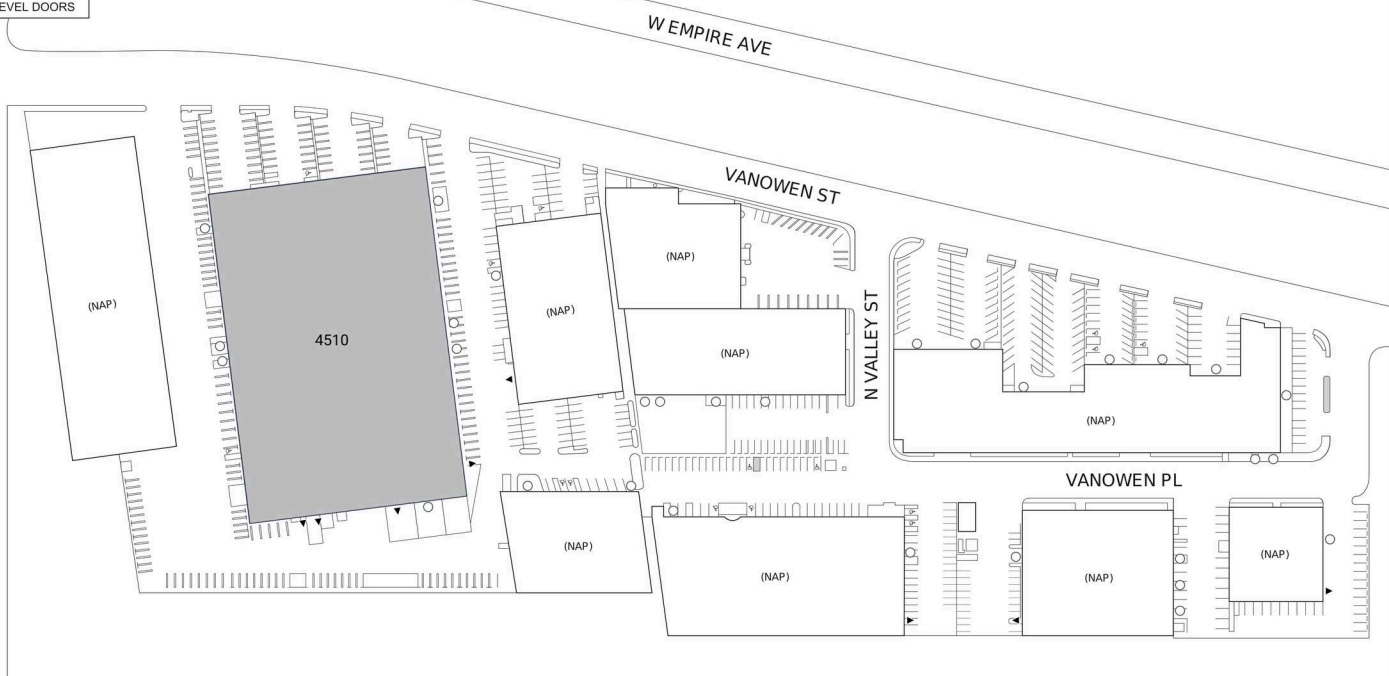 EVEL DOORS
W EMPIRE AVE
VANOWEN ST
(NAP)
(NAP)
(NAP)
N VALLEY ST
(NAP)
4510
(NAP)
(NAP)
VANOWEN PL
(NAP)
(NAP)
(NAP)
(NAP)